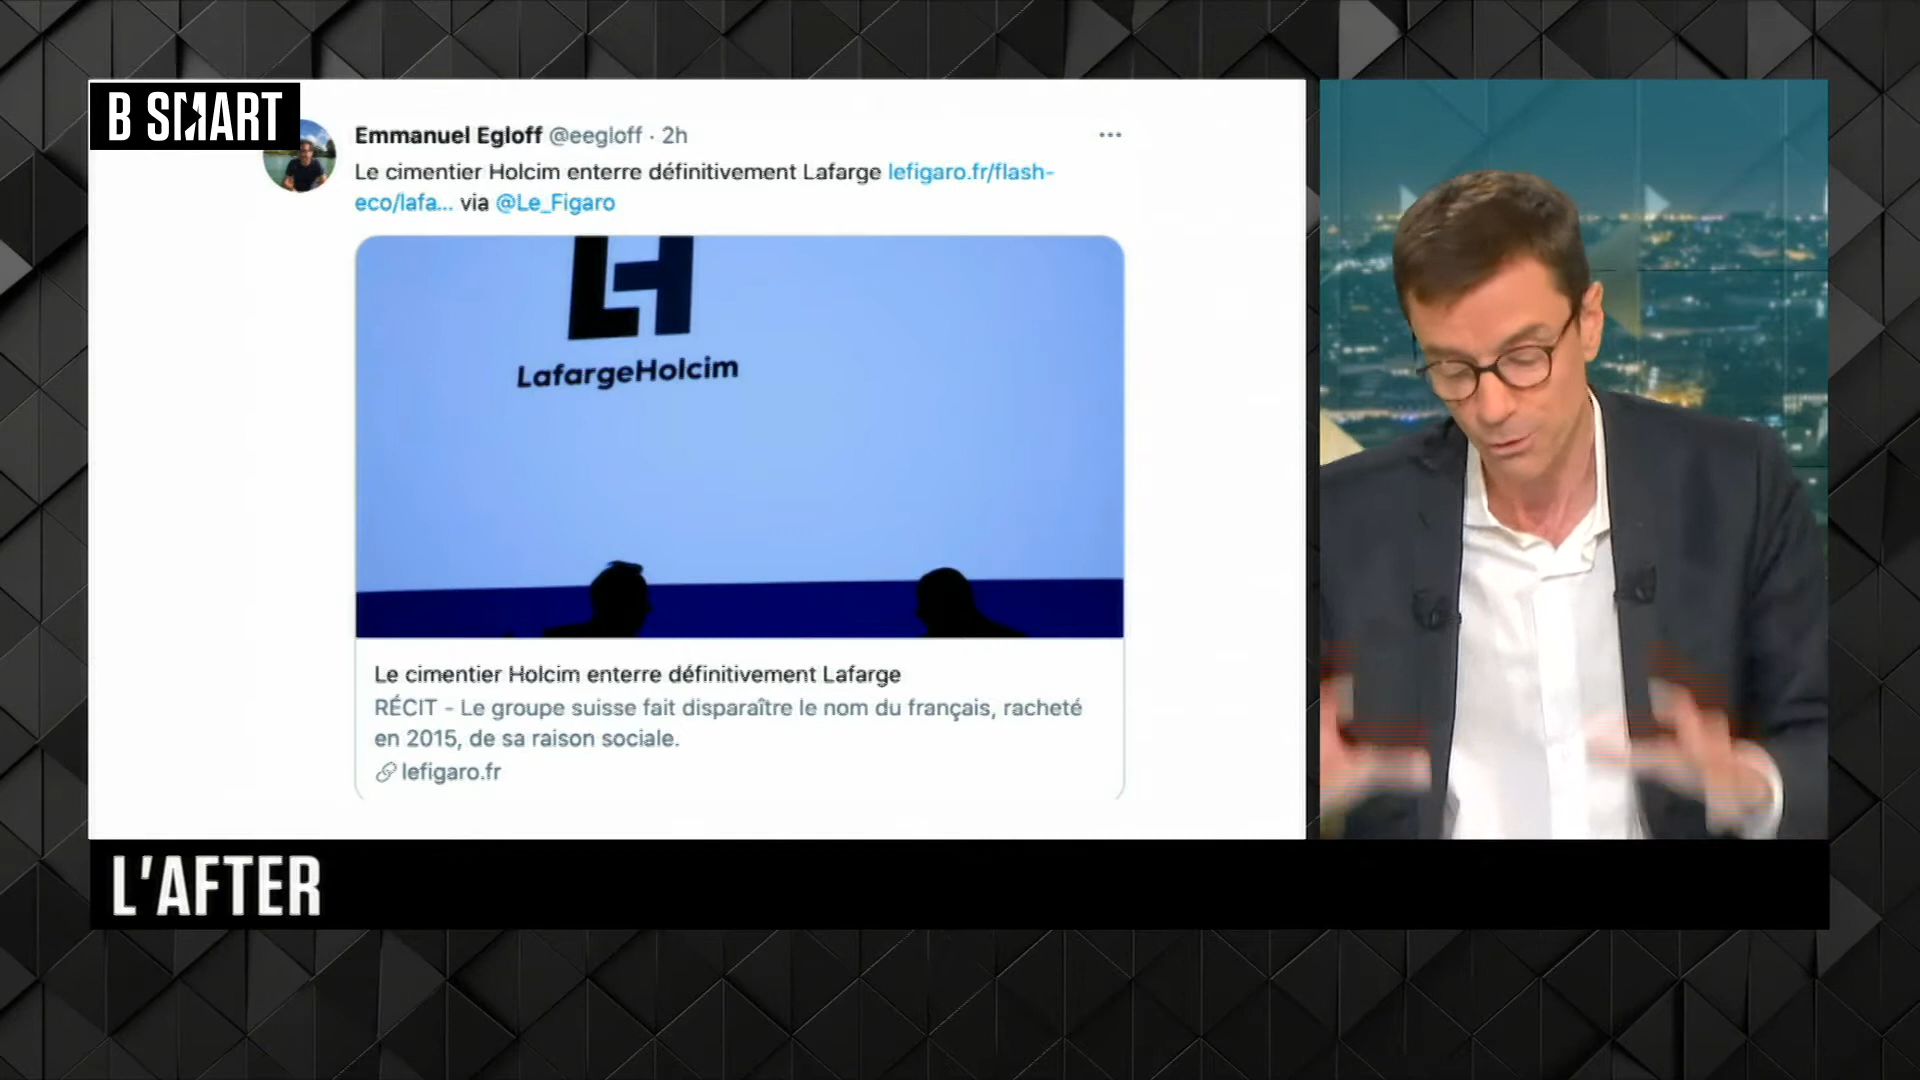 B SMART
Emmanuel Egloff @eegloff · 2h
Le cimentier Holcim enterre définitivement Lafarge lefigaro.fr/flash-
eco/lafa... via @Le_Figaro
LH
LafargeHolcim
Le cimentier Holcim enterre définitivement Lafarge
RÉCIT - Le groupe suisse fait disparaître le nom du français, racheté
en 2015, de sa raison sociale.
lefigaro.fr
L'AFTER